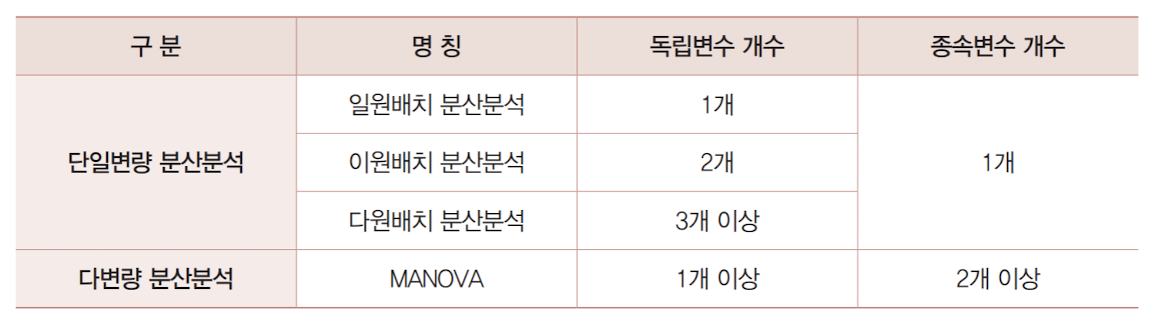 구 분 명 칭 독립변수 개수 종속변수 개수
일원배치 분산분석 1개
단일변량 분산분석 이원배치 분산분석 2개 1개
다원배치 분산분석 3개 이상
다변량 분산분석 MANOVA 1개 이상 2개 이상